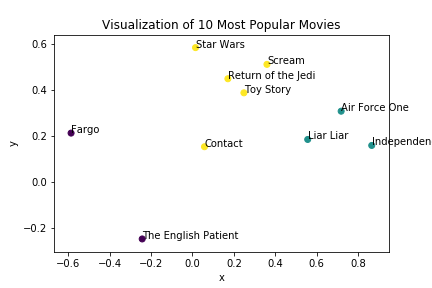 Visualization of 10 Most Popular Movies
0.6
Star Wars
Scream
Return of the Jedi
0.4
Toy Story
Air Force One
Fargo
0.2
Liar Liar
Contact
Independen
y
0.0
−0.2
The English Patient
−0.6 −0.4 −0.2 0.0 0.2 0.4 0.6 0.8
x